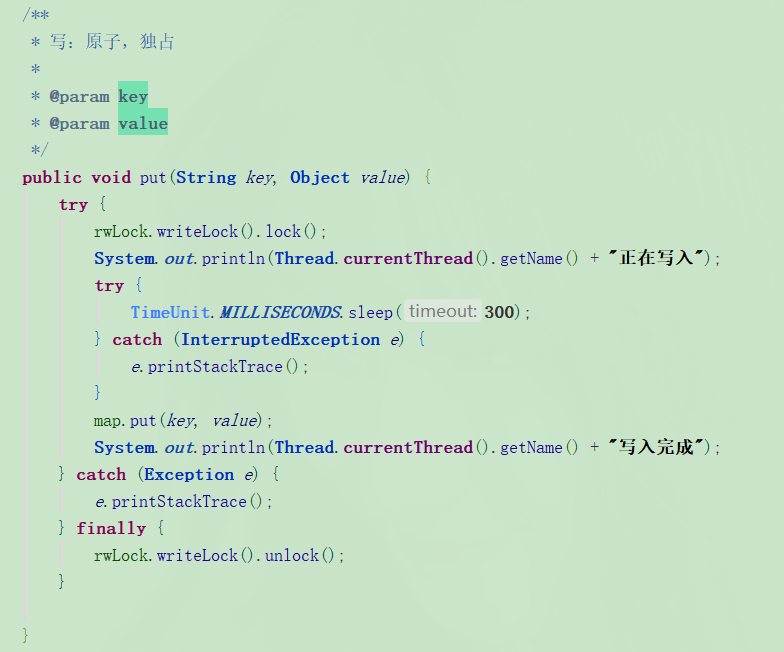 /**
 * 写: 原子, 独占
 *
 * @param key
 * @param value
 */
public void put(String key, Object value) {
    try {
        rwLock.writeLock().lock();
        System.out.println(Thread.currentThread().getName() + "正在写入");
        try {
            TimeUnit.MILLISECONDS.sleep( timeout: 300);
        } catch (InterruptedException e) {
            e.printStackTrace();
        }
        map.put(key, value);
        System.out.println(Thread.currentThread().getName() + "写入完成");
    } catch (Exception e) {
        e.printStackTrace();
    } finally {
        rwLock.writeLock().unlock();
    }

}